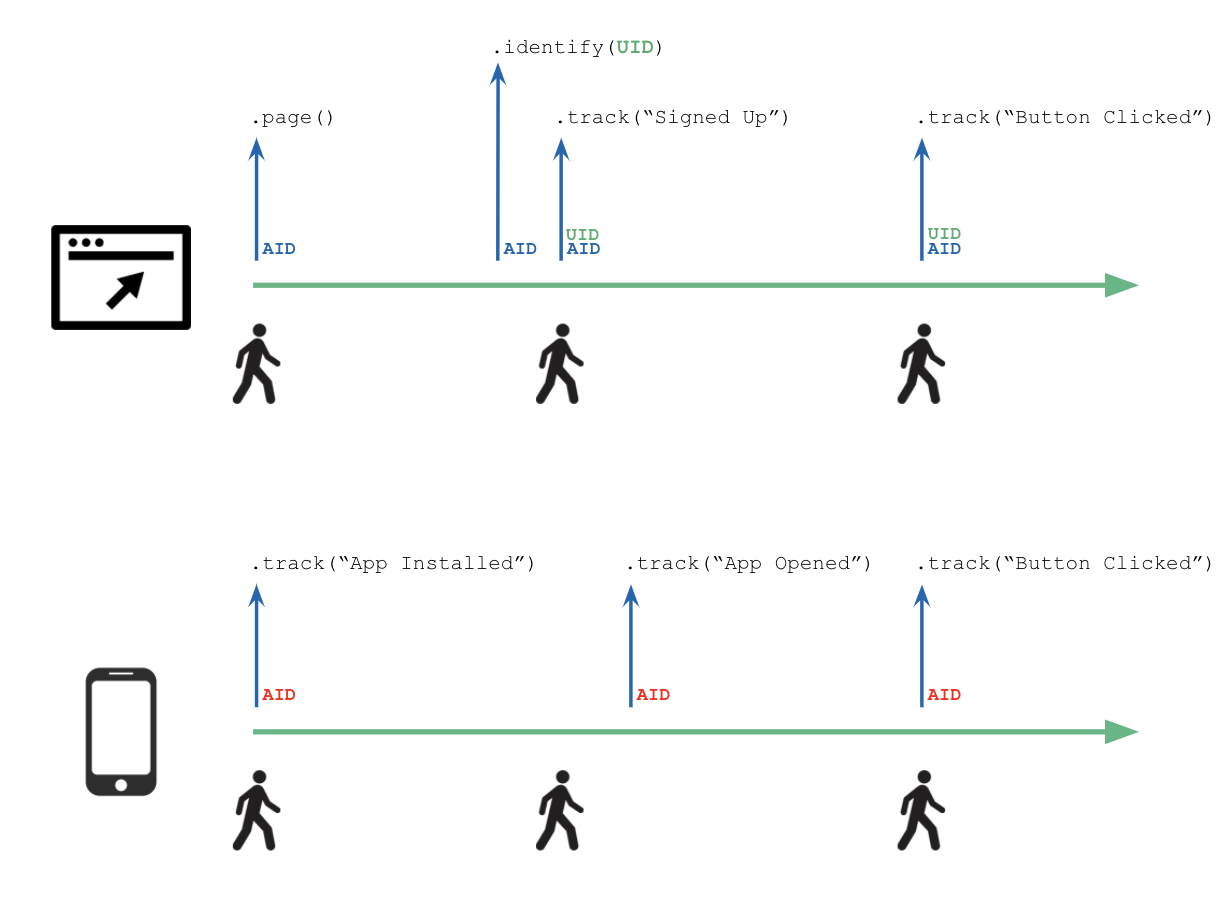 .identify(UID)
.page()
.track(“Signed Up”)
.track(“Button Clicked”)
AID
AID
UID
AID
UID
AID
.track(“App Installed”)
.track(“App Opened”)
.track(“Button Clicked”)
AID
AID
AID